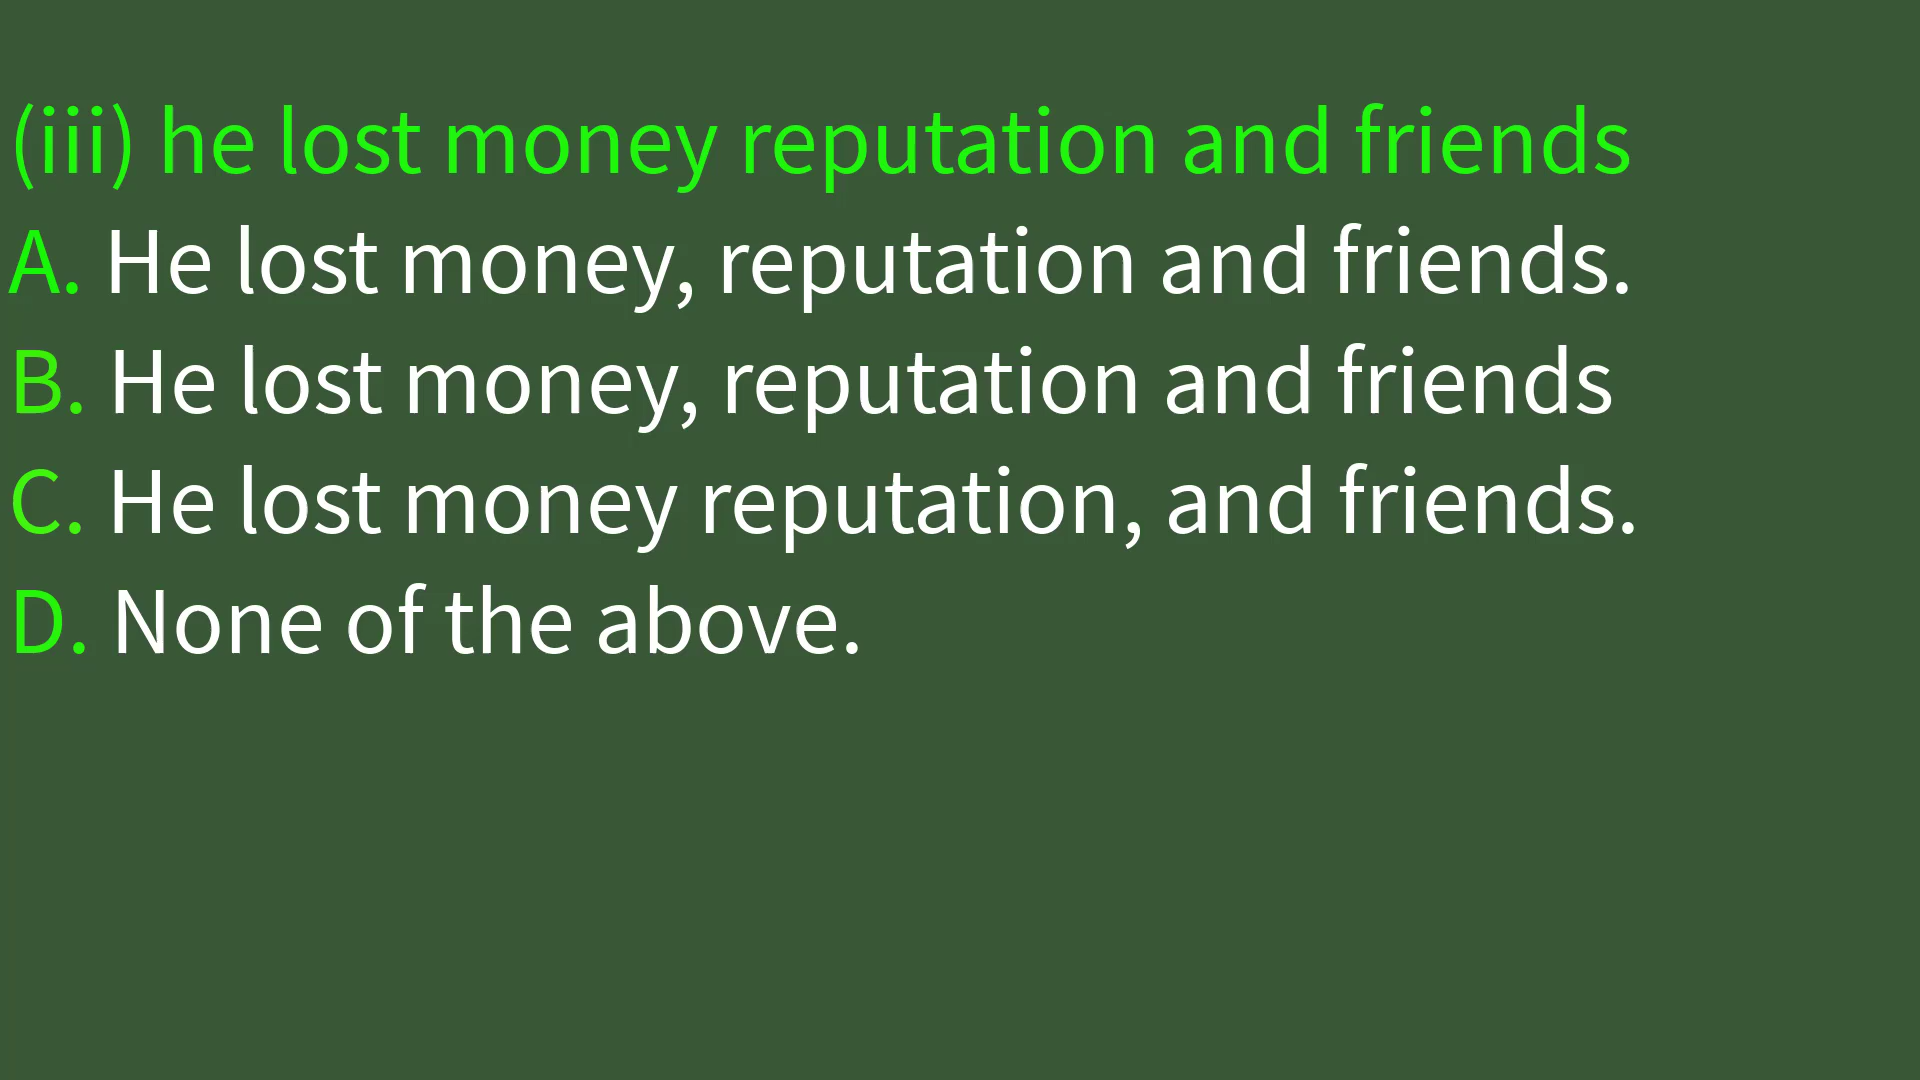 (iii) he lost money reputation and friends
A. He lost money, reputation and friends.
B. He lost money, reputation and friends
C. He lost money reputation, and friends.
D. None of the above.